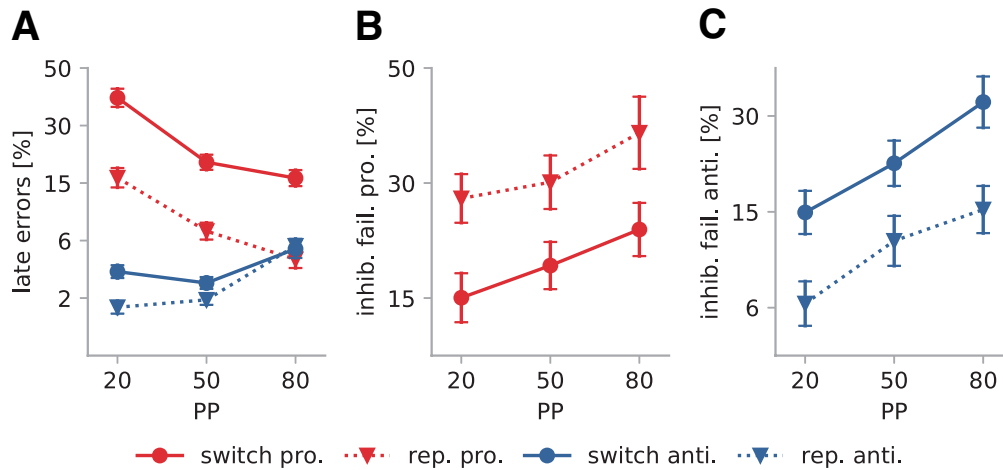 A B C
late errors [%]
50
30
15
6
2
20 50 80
PP
inhib. fail. pro. [%]
50
30
15
20 50 80
PP
inhib. fail. anti. [%]
30
15
6
20 50 80
PP
switch pro. rep. pro. switch anti. rep. anti.